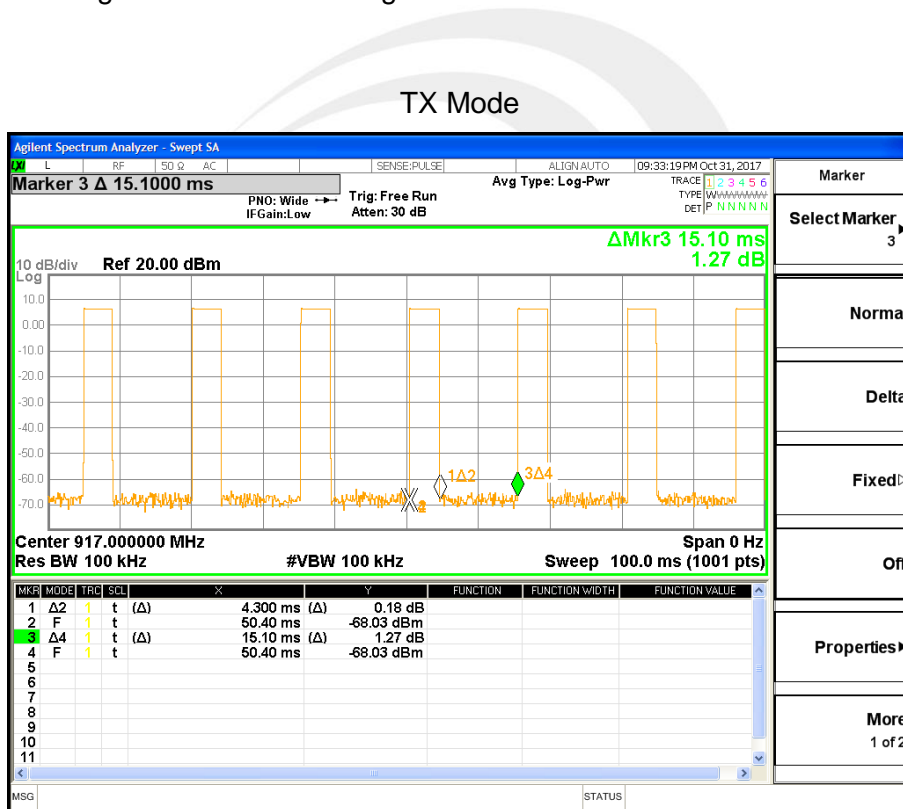 TX Mode
Agilent Spectrum Analyzer - Swept SA
LXI L RF 50 Ω AC SENSE:PULSE ALIGN AUTO 09:33:19 PM Oct 31, 2017
Marker 3 Δ 15.1000 ms
PNO: Wide Trig: Free Run Avg Type: Log-Pwr TRACE 1 2 3 4 5 6
TYPE WWWWWW
IFGain:Low Atten: 30 dB DET P N N N N N
ΔMkr3 15.10 ms
1.27 dB
10 dB/div Ref 20.00 dBm
Log
10.0
0.00
-10.0
-20.0
-30.0
-40.0
-50.0
-60.0
-70.0
1Δ2
3Δ4
Center 917.000000 MHz Span 0 Hz
Res BW 100 kHz #VBW 100 kHz Sweep 100.0 ms (1001 pts)
MKR MODE TRC SCL X Y FUNCTION FUNCTION WIDTH FUNCTION VALUE
1 Δ2 1 t (Δ) 4.300 ms (Δ) 0.18 dB
2 F 1 t 50.40 ms -68.03 dBm
3 Δ4 1 t (Δ) 15.10 ms (Δ) 1.27 dB
4 F 1 t 50.40 ms -68.03 dBm
5
6
7
8
9
10
11
MSG STATUS
Marker
Select Marker
3
Norma
Delta
Fixed
Of
Properties
More
1 of 2